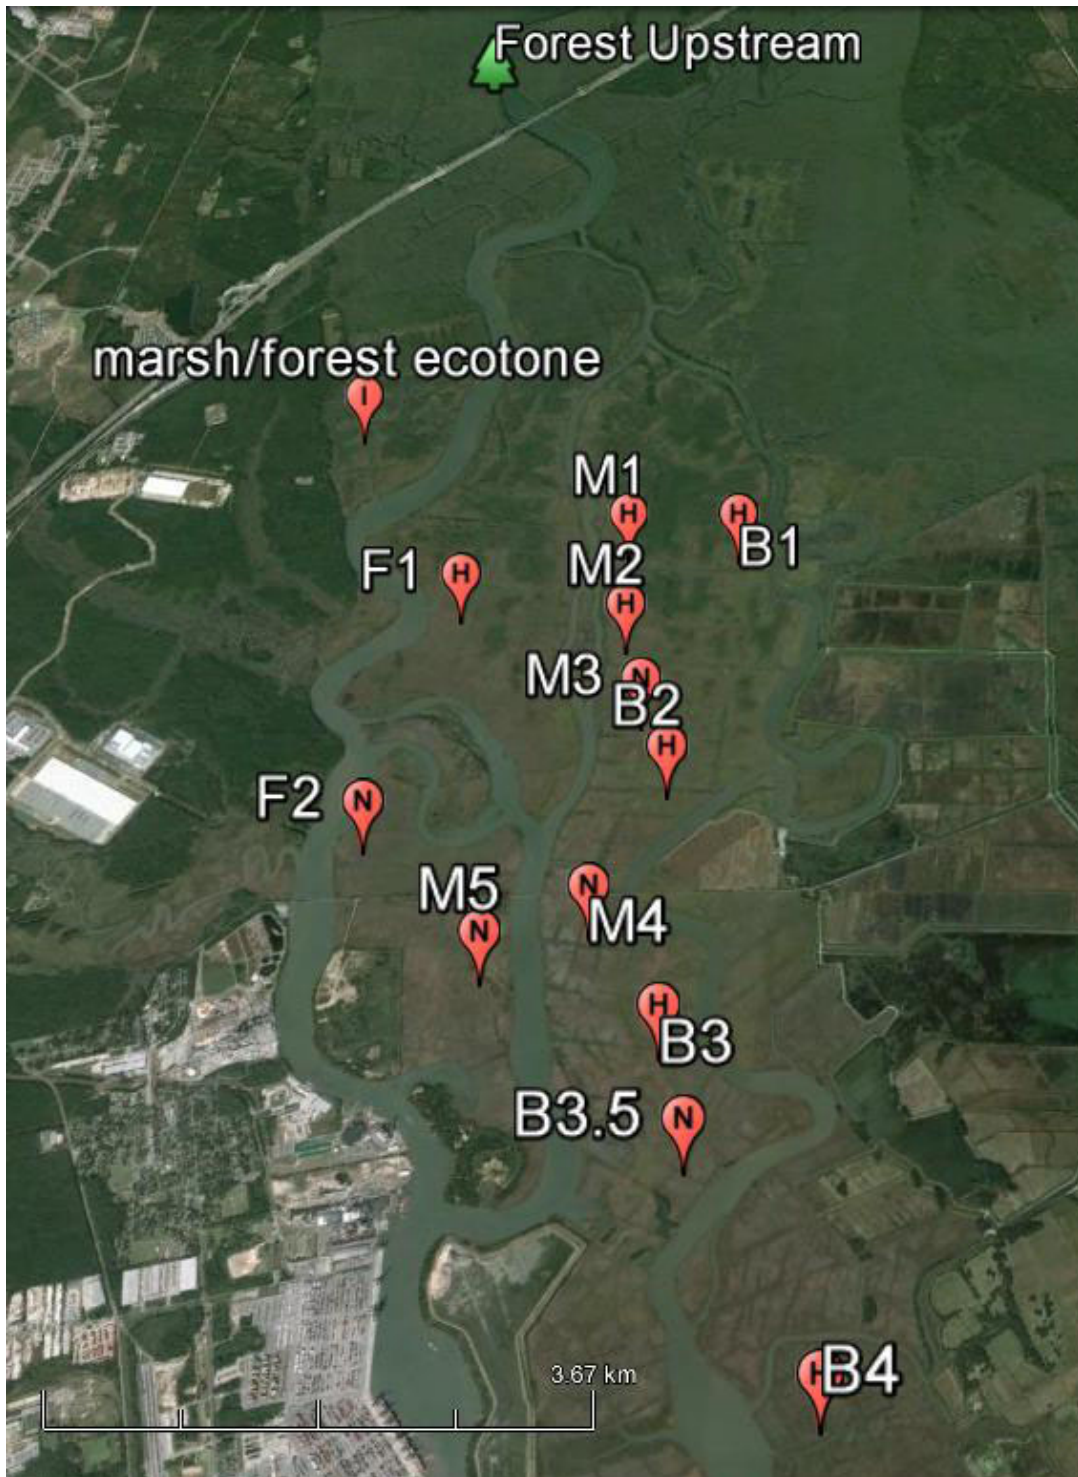 Forest Upstream
marsh/forest ecotone
I
M1
H
H
B1
F1
H
M2
H
M3
N
B2
H
F2
N
M5
N
N
M4
H
B3
B3.5
N
3.67 km
H
B4